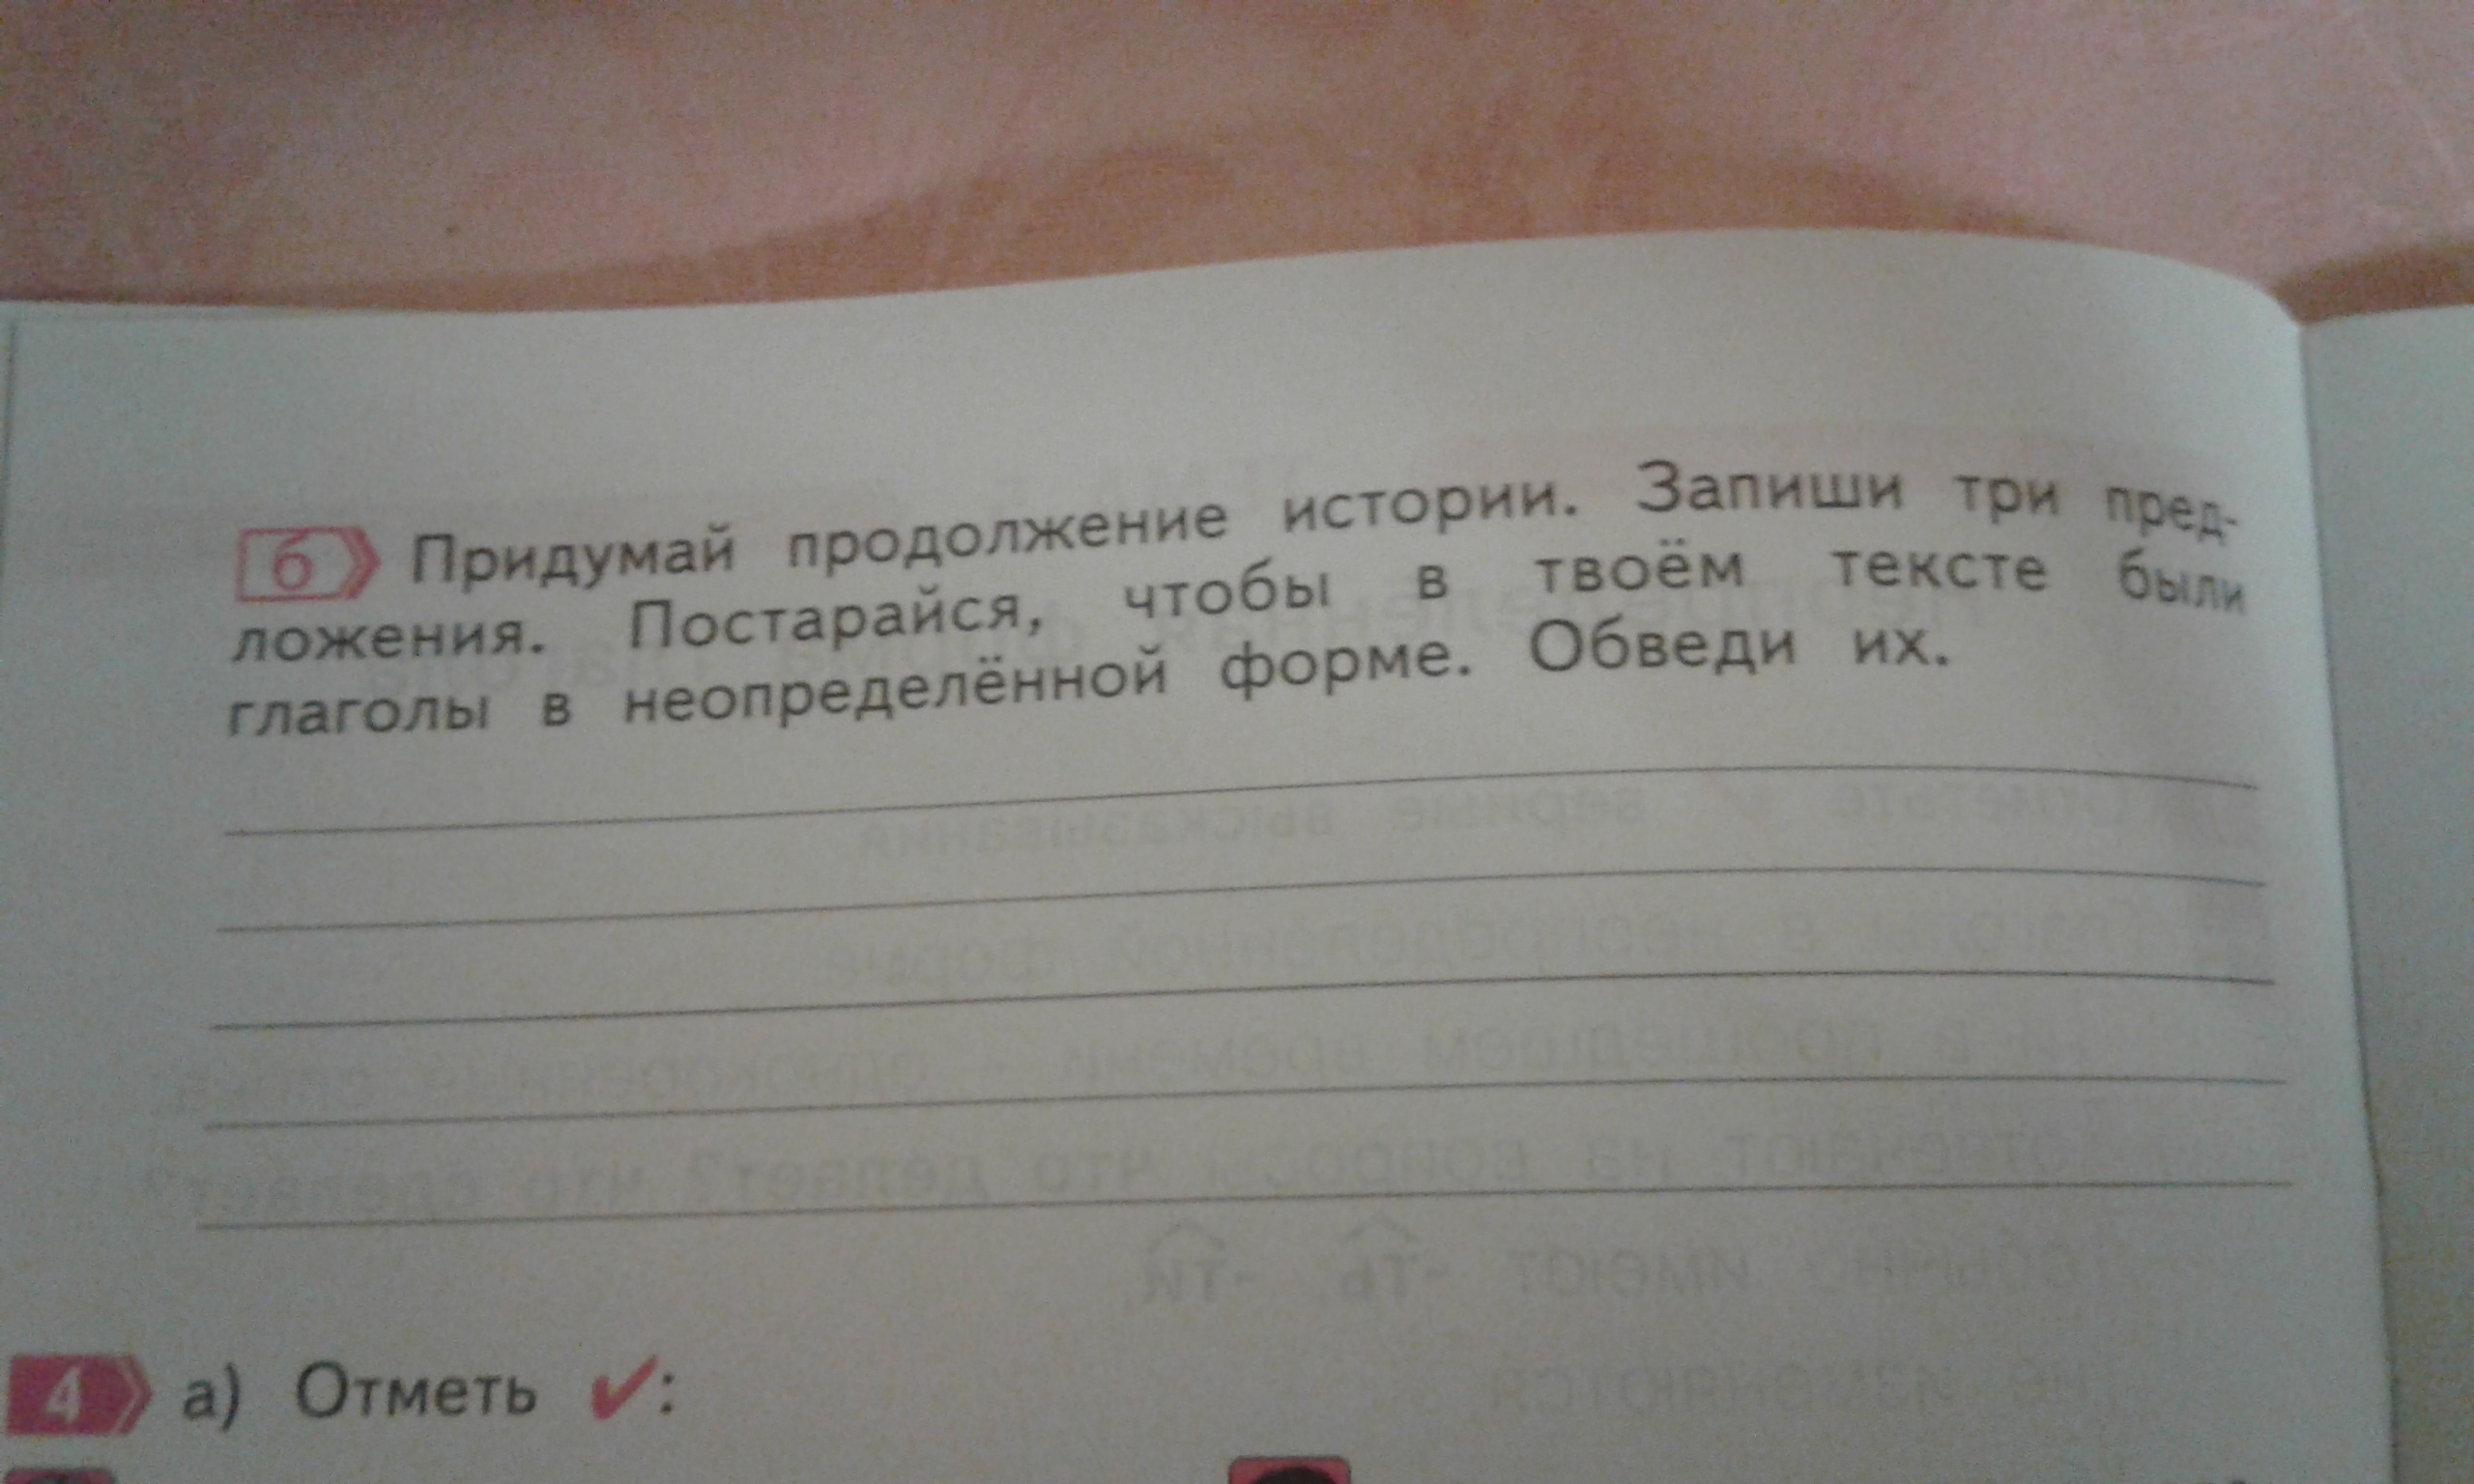 б Придумай продолжение истории. Запиши три пред-
ложения. Постарайся, чтобы в твоём тексте были
глаголы в неопределённой форме. Обведи их.
4 а) Отметь ✔: